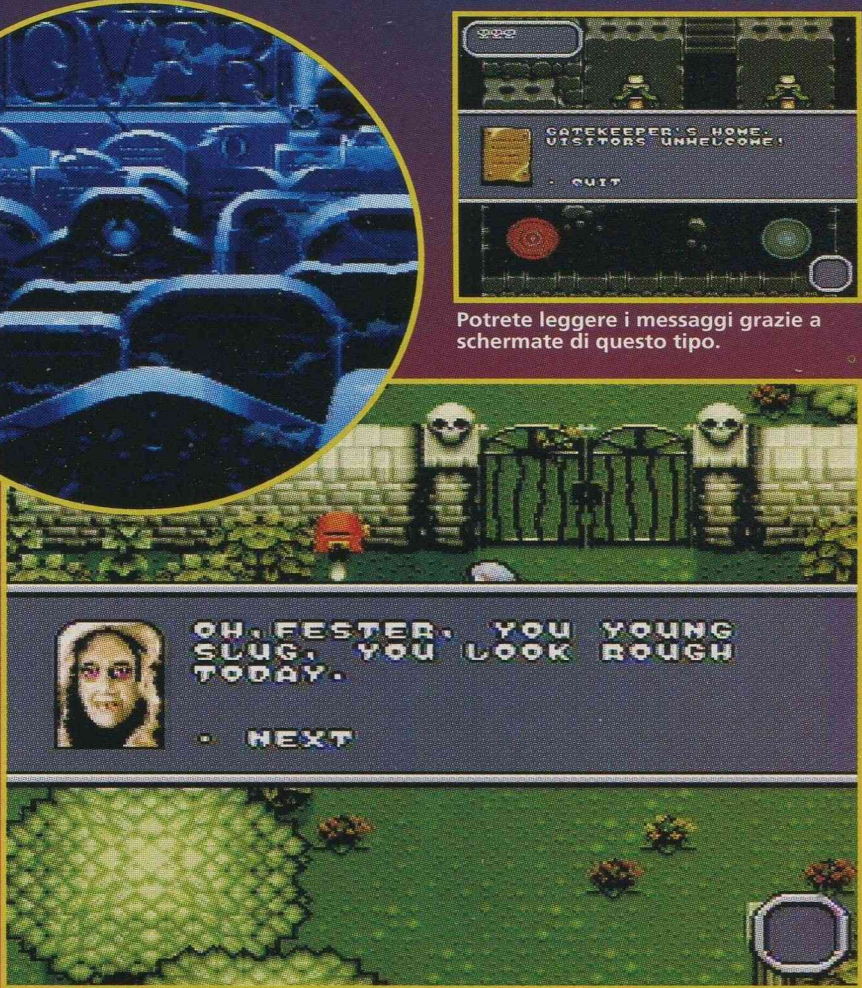 OVER
GATEKEEPER'S HOME.
VISITORS UNWELCOME!
· QUIT
Potrete leggere i messaggi grazie a
schermate di questo tipo.
OH, FESTER, YOU YOUNG
SLUG, YOU LOOK ROUGH
TODAY.
· NEXT